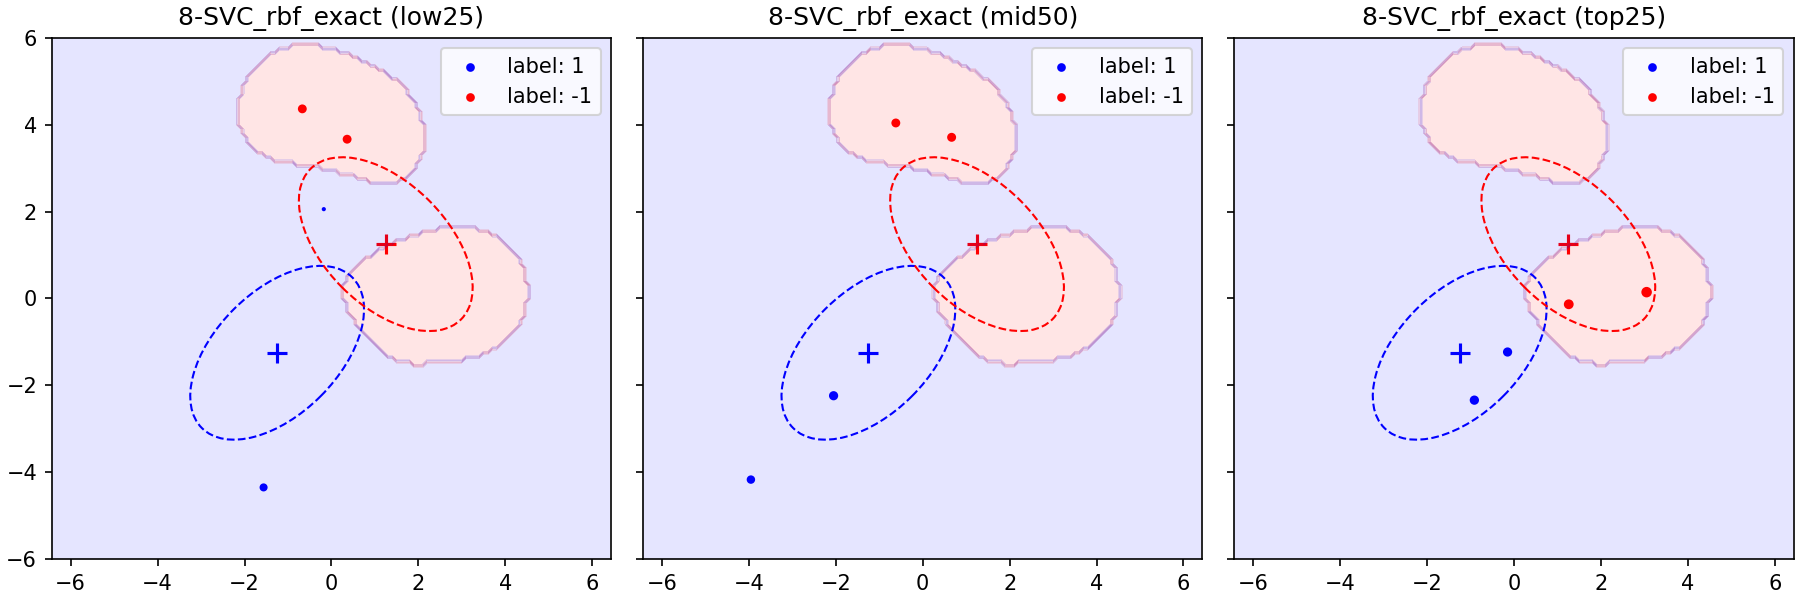 8-SVC_rbf_exact (low25)
8-SVC_rbf_exact (mid50)
8-SVC_rbf_exact (top25)
label: 1
label: -1
label: 1
label: -1
label: 1
label: -1
6
4
2
0
−2
−4
−6
−6 −4 −2 0 2 4 6
−6 −4 −2 0 2 4 6
−6 −4 −2 0 2 4 6